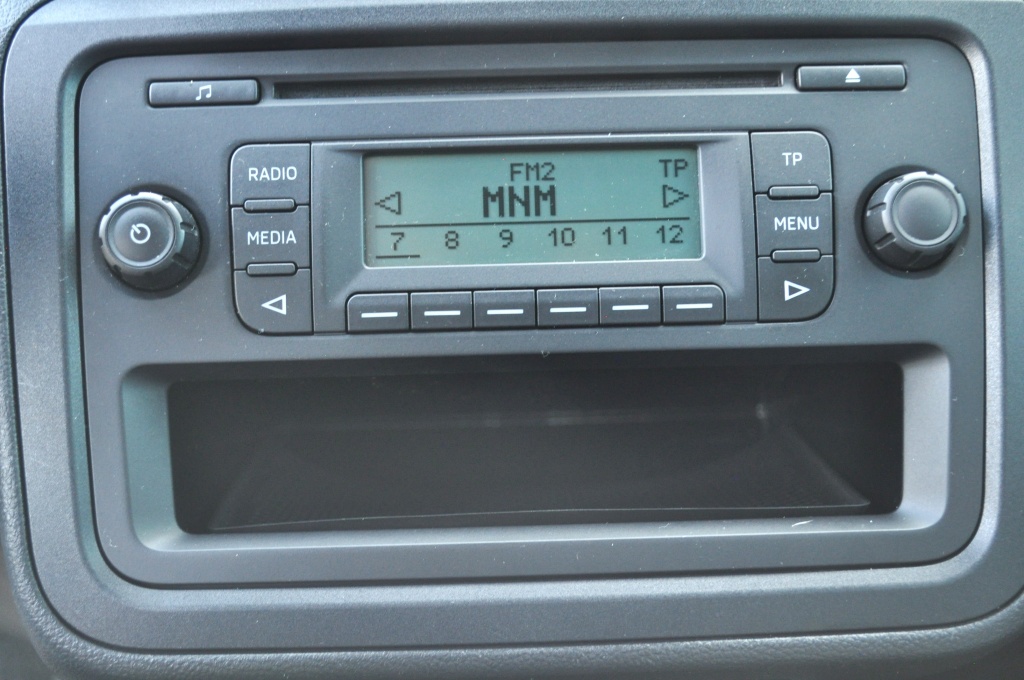 RADIO
MEDIA
FM2 TP
MNM
7 8 9 10 11 12
TP
MENU